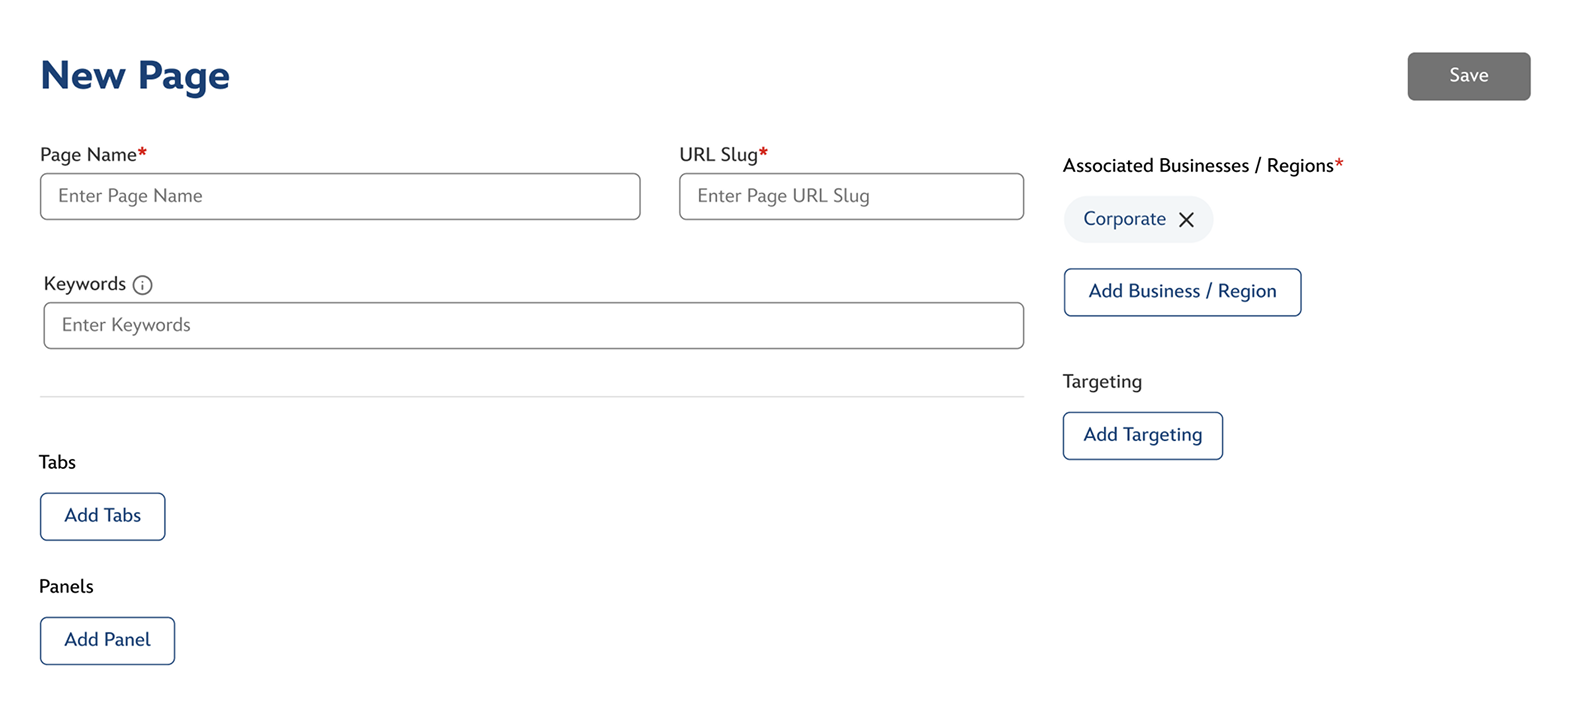 New Page
Save
Page Name*
Enter Page Name
URL Slug*
Enter Page URL Slug
Associated Businesses / Regions*
Corporate
Add Business / Region
Keywords
Enter Keywords
Targeting
Add Targeting
Tabs
Add Tabs
Panels
Add Panel